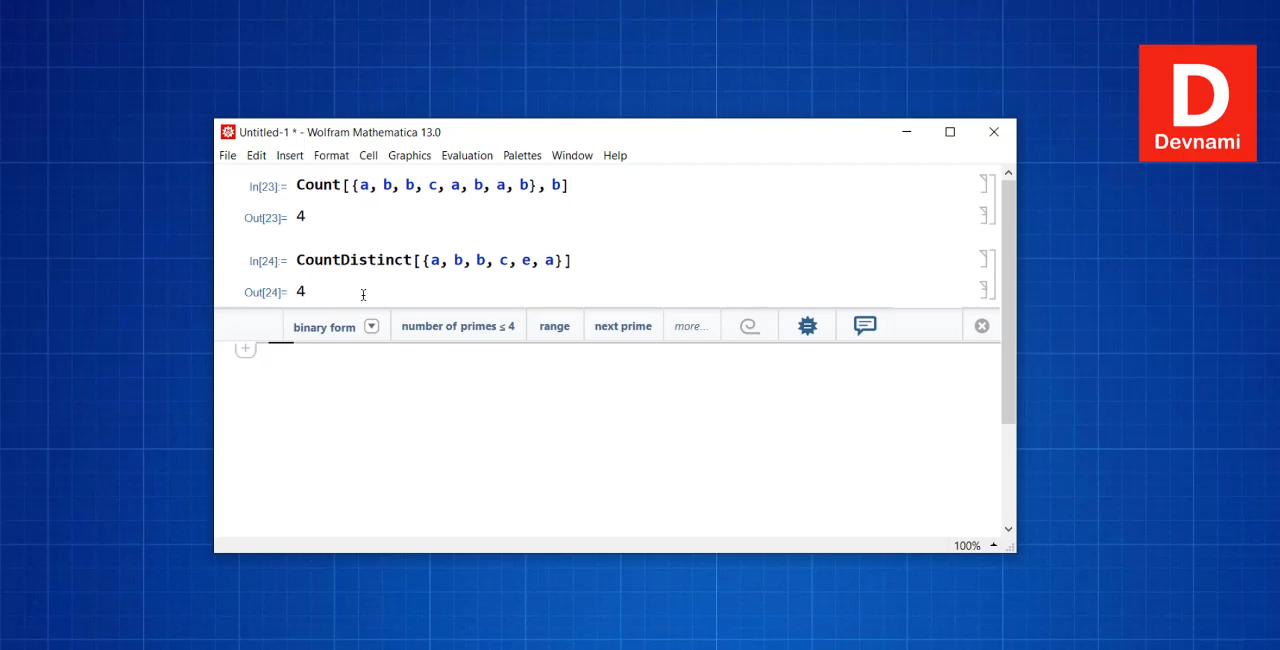 D
Devnami
Untitled-1 * - Wolfram Mathematica 13.0
File Edit Insert Format Cell Graphics Evaluation Palettes Window Help
In[23]:= Count[{a, b, b, c, a, b, a, b}, b]
Out[23]= 4
In[24]:= CountDistinct[{a, b, b, c, e, a}]
Out[24]= 4
binary form number of primes ≤ 4 range next prime more...
100%